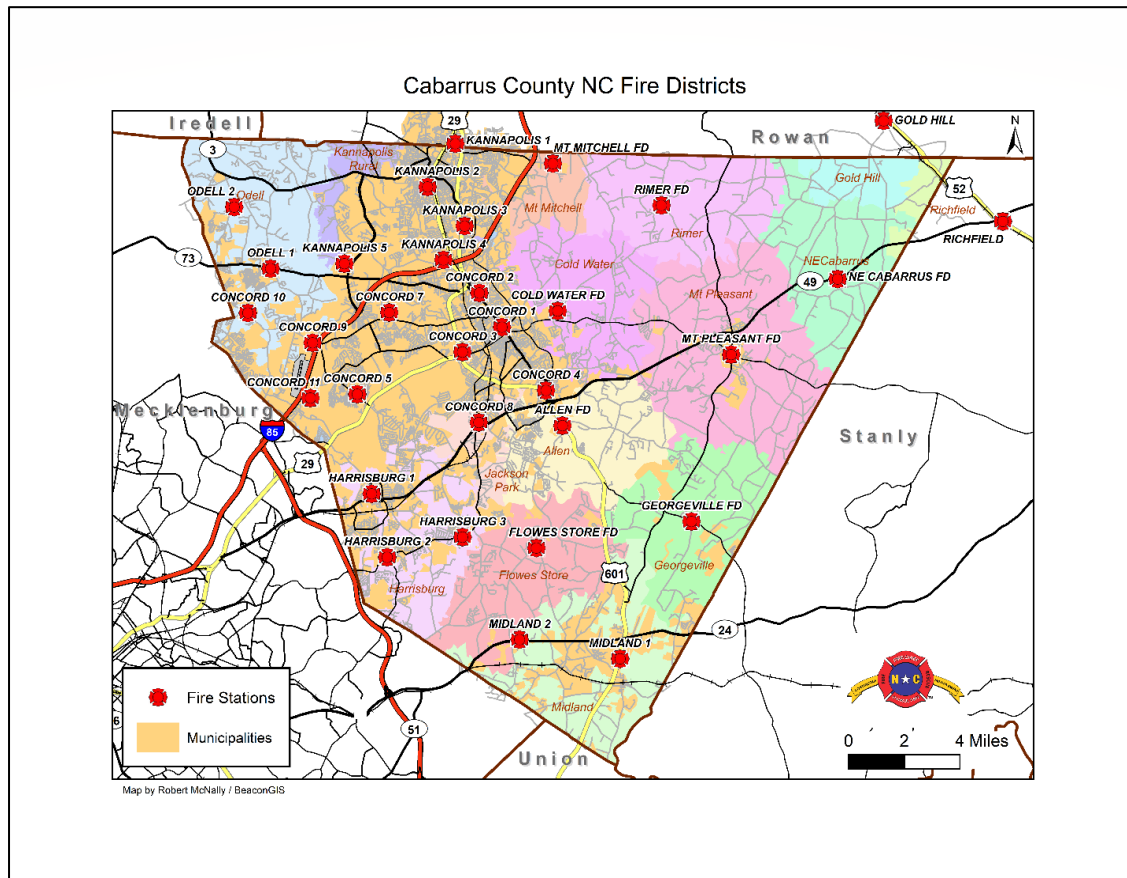 Cabarrus County NC Fire Districts
Iredell
29
Rowan
GOLD HILL
N
3
KANNAPOLIS 1
MT MITCHELL FD
Kannapolis
Rural
KANNAPOLIS 2
Gold Hill
52
ODELL 2
Odell
RIMER FD
Mt Mitchell
Richfield
KANNAPOLIS 3
Rimer
RICHFIELD
73
ODELL 1
KANNAPOLIS 5
KANNAPOLIS 4
Cold Water
NECabarrus
CONCORD 2
49
NE CABARRUS FD
CONCORD 10
CONCORD 7
COLD WATER FD
Mt Pleasant
CONCORD 1
CONCORD 9
CONCORD 3
MT PLEASANT FD
CONCORD 11
CONCORD 5
CONCORD 4
Mecklenburg
CONCORD 8
ALLEN FD
85
Stanly
29
Allen
HARRISBURG 1
Jackson
Park
GEORGEVILLE FD
HARRISBURG 3
FLOWES STORE FD
HARRISBURG 2
Georgeville
Flowes Store
601
Harrisburg
MIDLAND 2
24
MIDLAND 1
Fire Stations
N C
Midland
51
6
Municipalities
Union
0 2 4 Miles
Map by Robert McNally / BeaconGIS